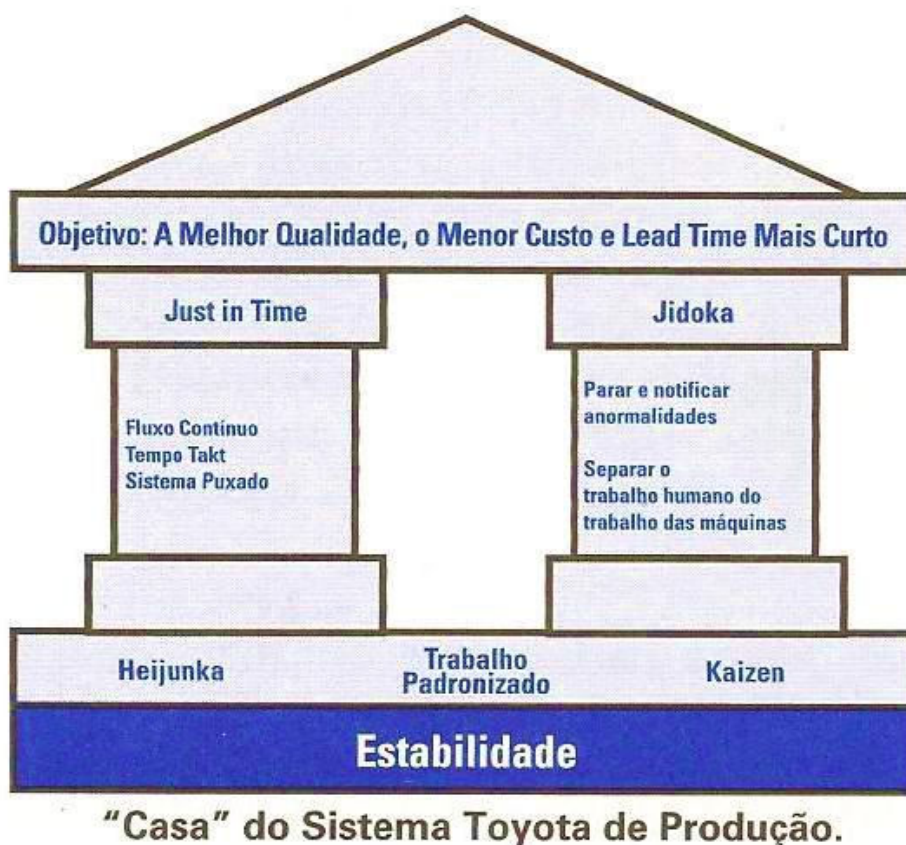 Objetivo: A Melhor Qualidade, o Menor Custo e Lead Time Mais Curto
Just in Time
Fluxo Contínuo
Tempo Takt
Sistema Puxado
Jidoka
Parar e notificar
anormalidades
Separar o
trabalho humano do
trabalho das máquinas
Heijunka
Trabalho
Padronizado
Kaizen
Estabilidade
“Casa” do Sistema Toyota de Produção.